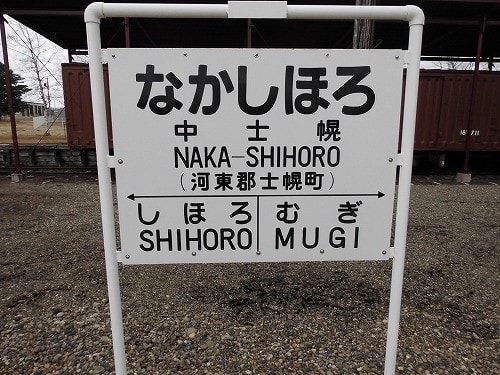 なかしほろ
中士幌
NAKA-SHIHORO
(河東郡士幌町)
しほろ むぎ
SHIHORO MUGI